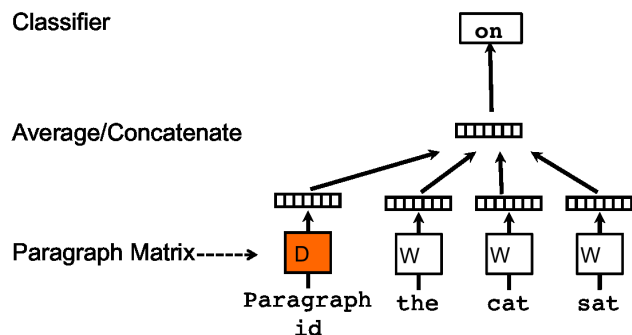 Classifier
on
Average/Concatenate
Paragraph Matrix
D
W
W
W
Paragraph id
the
cat
sat